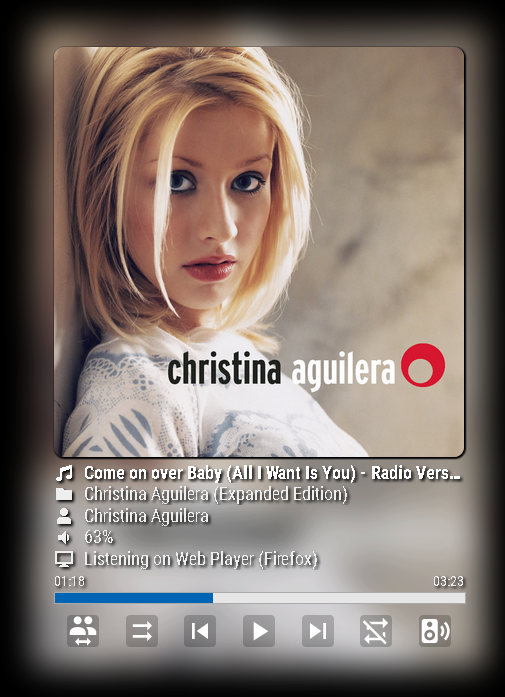 christina aguilera
Come on over Baby (All I Want Is You) - Radio Vers...
Christina Aguilera (Expanded Edition)
Christina Aguilera
63%
Listening on Web Player (Firefox)
01:18 03:23